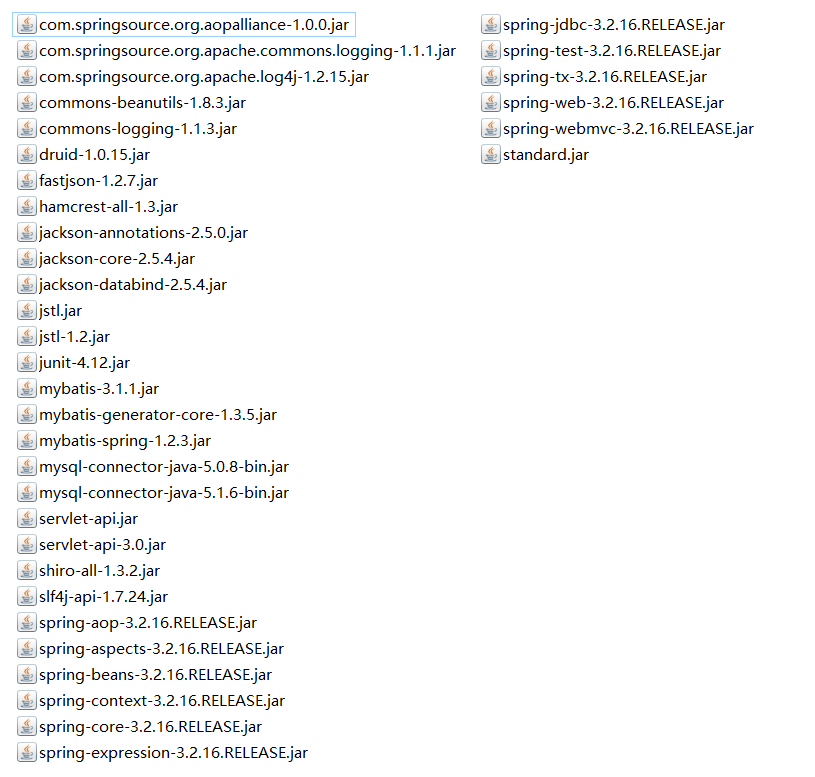 com.springsource.org.aopalliance-1.0.0.jar
com.springsource.org.apache.commons.logging-1.1.1.jar
com.springsource.org.apache.log4j-1.2.15.jar
commons-beanutils-1.8.3.jar
commons-logging-1.1.3.jar
druid-1.0.15.jar
fastjson-1.2.7.jar
hamcrest-all-1.3.jar
jackson-annotations-2.5.0.jar
jackson-core-2.5.4.jar
jackson-databind-2.5.4.jar
jstl.jar
jstl-1.2.jar
junit-4.12.jar
mybatis-3.1.1.jar
mybatis-generator-core-1.3.5.jar
mybatis-spring-1.2.3.jar
mysql-connector-java-5.0.8-bin.jar
mysql-connector-java-5.1.6-bin.jar
servlet-api.jar
servlet-api-3.0.jar
shiro-all-1.3.2.jar
slf4j-api-1.7.24.jar
spring-aop-3.2.16.RELEASE.jar
spring-aspects-3.2.16.RELEASE.jar
spring-beans-3.2.16.RELEASE.jar
spring-context-3.2.16.RELEASE.jar
spring-core-3.2.16.RELEASE.jar
spring-expression-3.2.16.RELEASE.jar
spring-jdbc-3.2.16.RELEASE.jar
spring-test-3.2.16.RELEASE.jar
spring-tx-3.2.16.RELEASE.jar
spring-web-3.2.16.RELEASE.jar
spring-webmvc-3.2.16.RELEASE.jar
standard.jar